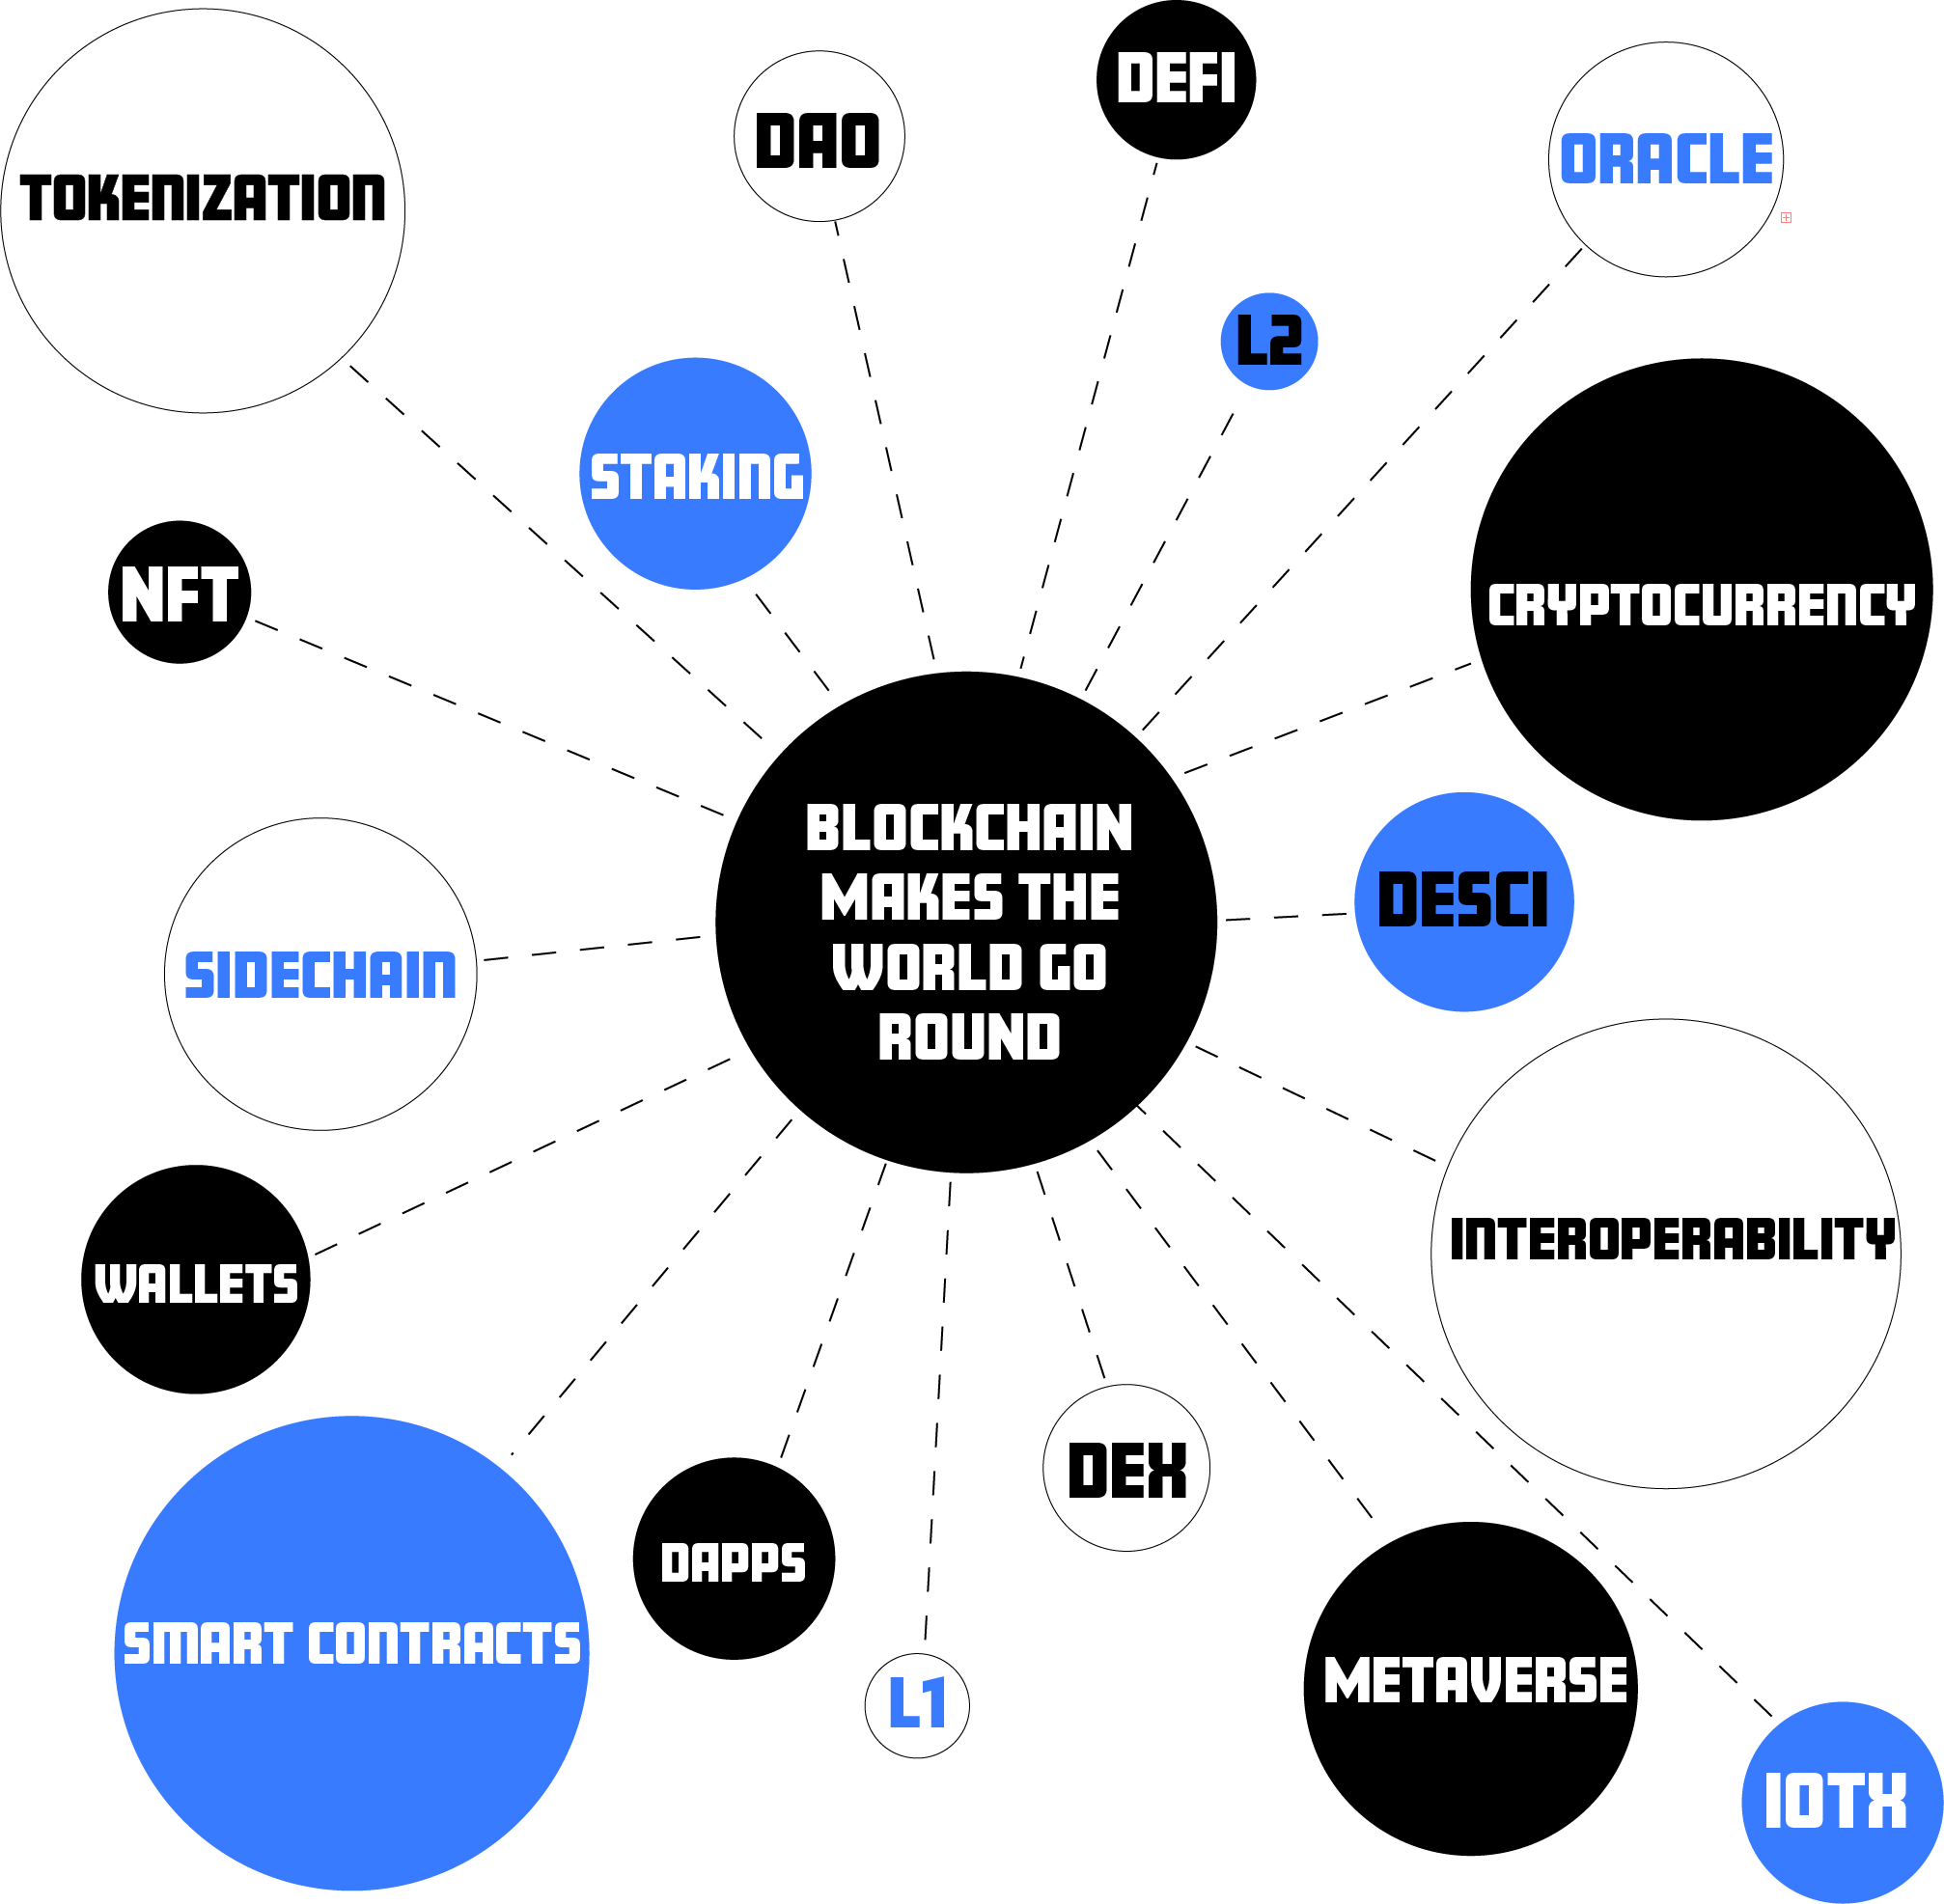 DEFI
DAO
ORACLE
TOKENIZATION
L2
STAKING
NFT
CRYPTOCURRENCY
BLOCKCHAIN
MAKES THE
WORLD GO
ROUND
DESCI
SIDECHAIN
INTEROPERABILITY
WALLETS
DEX
DAPPS
SMART CONTRACTS
METAVERSE
L1
IOTX